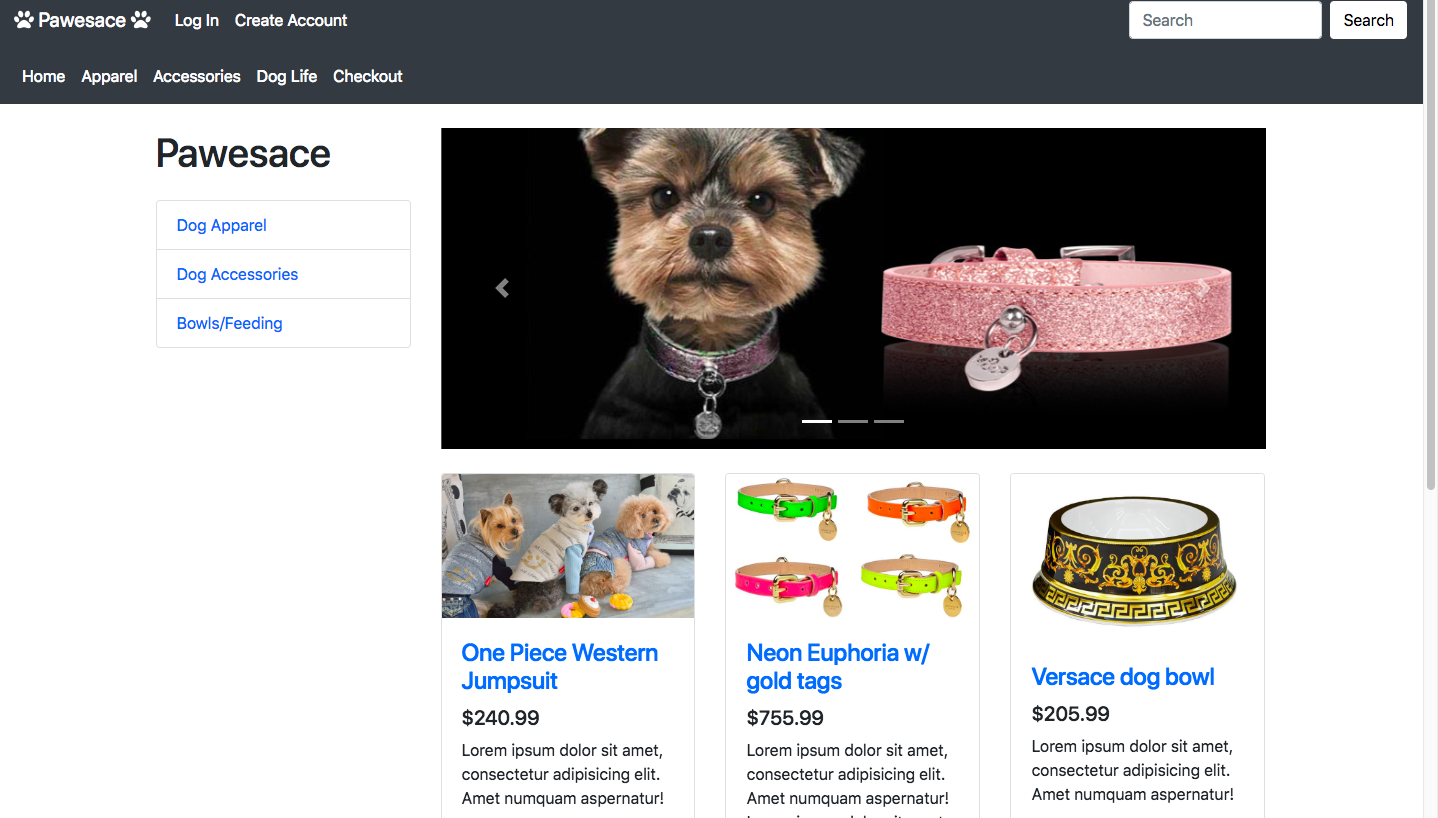 Pawesace Log In Create Account Search Search
Home Apparel Accessories Dog Life Checkout
Pawesace
Dog Apparel
Dog Accessories
Bowls/Feeding
One Piece Western
Jumpsuit
$240.99
Lorem ipsum dolor sit amet,
consectetur adipisicing elit.
Amet numquam aspernatur!
Neon Euphoria w/
gold tags
$755.99
Lorem ipsum dolor sit amet,
consectetur adipisicing elit.
Amet numquam aspernatur!
Versace dog bowl
$205.99
Lorem ipsum dolor sit amet,
consectetur adipisicing elit.
Amet numquam aspernatur!